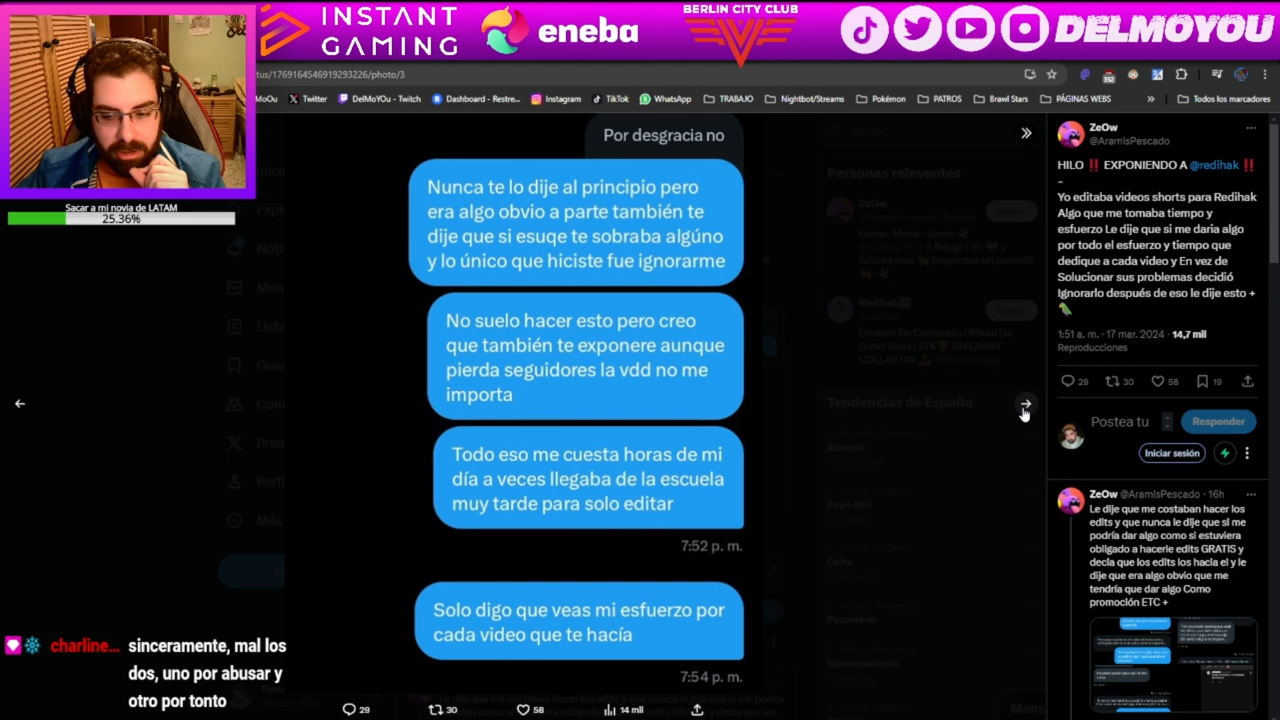 INSTANT
GAMING
eneba
BERLIN CITY CLUB
DELMOYOU
tus/1769164546919293226/photo/3
MoOu
Twitter
DelMoYOu - Twitch
Dashboard - Restre...
Instagram
TikTok
WhatsApp
TRABAJO
Nightbot/Streams
Pokémon
PATROS
Brawl Stars
PÁGINAS WEBS
»
Todos los marcadores
Sacar a mi novia de LATAM
25.36%
Por desgracia no
Nunca te lo dije al principio pero
era algo obvio a parte también te
dije que si esuqe te sobraba algúno
y lo único que hiciste fue ignorarme
No suelo hacer esto pero creo
que también te exponere aunque
pierda seguidores la vdd no me
importa
Todo eso me cuesta horas de mi
día a veces llegaba de la escuela
muy tarde para solo editar
7:52 p. m.
Solo digo que veas mi esfuerzo por
cada video que te hacía
7:54 p. m.
29
30
58
14 mil
Personas relevantes
ZeOw
Redihak
Tendencias de España
Almería
Pape Mel
Celta
Pezzolano
ZeOw
@AramIsPescado
HILO ‼️ EXPONIENDO A @redihak ‼️
–
Yo editaba videos shorts para Redihak
Algo que me tomaba tiempo y
esfuerzo Le dije que si me daria algo
por todo el esfuerzo y tiempo que
dedique a cada video y En vez de
Solucionar sus problemas decidió
Ignorarlo después de eso le dije esto +
1:51 a. m. · 17 mar. 2024 · 14,7 mil
Reproducciones
29
30
58
19
Postea tu
Responder
Iniciar sesión
ZeOw @AramIsPescado · 16h
Le dije que me costaban hacer los
edits y que nunca le dije que si me
podría dar algo como si estuviera
obligado a hacerle edits GRATIS y
decia que los edits los hacia el y le
dije que era algo obvio que me
tendría que dar algo Como
promoción ETC +
charline...
sinceramente, mal los
dos, uno por abusar y
otro por tonto